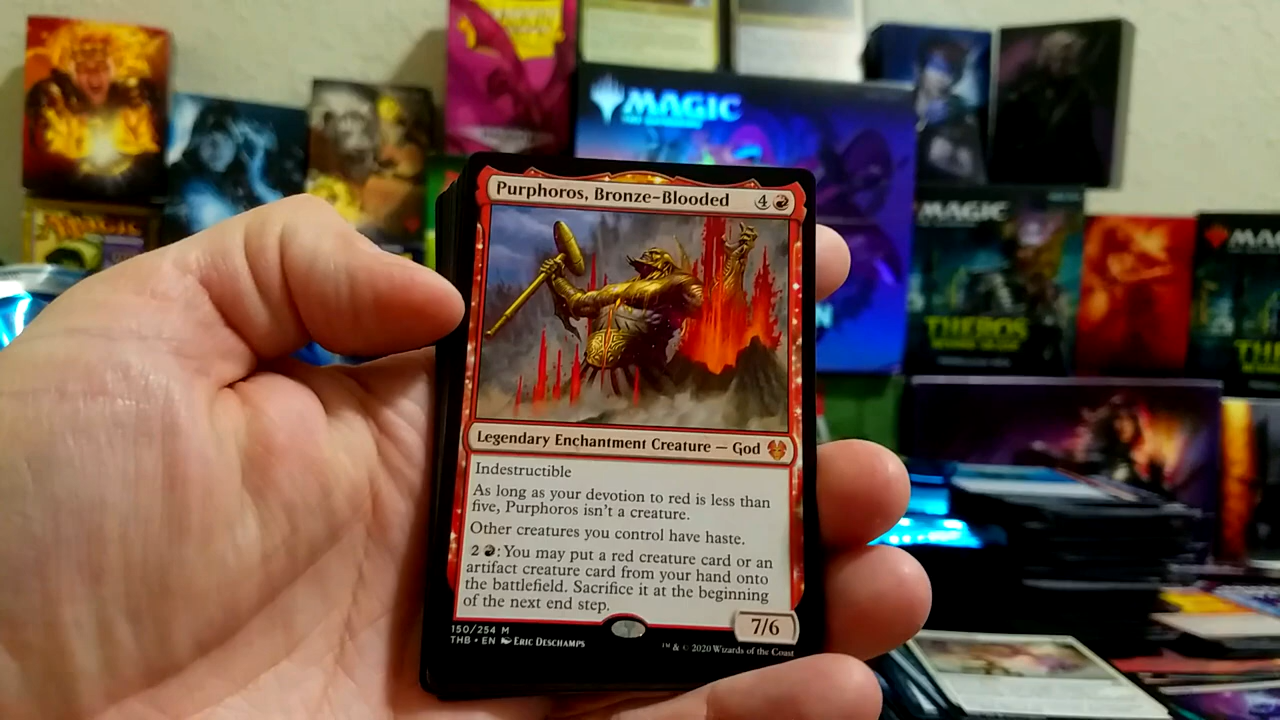 MAGIC
MAGIC
MAGIC
THEROS
Purphoros, Bronze-Blooded 4
Legendary Enchantment Creature — God
Indestructible
As long as your devotion to red is less than
five, Purphoros isn't a creature.
Other creatures you control have haste.
2 : You may put a red creature card or an
artifact creature card from your hand onto
the battlefield. Sacrifice it at the beginning
of the next end step.
7/6
150/254 M
THB • EN Eric Deschamps
™ & © 2020 Wizards of the Coast